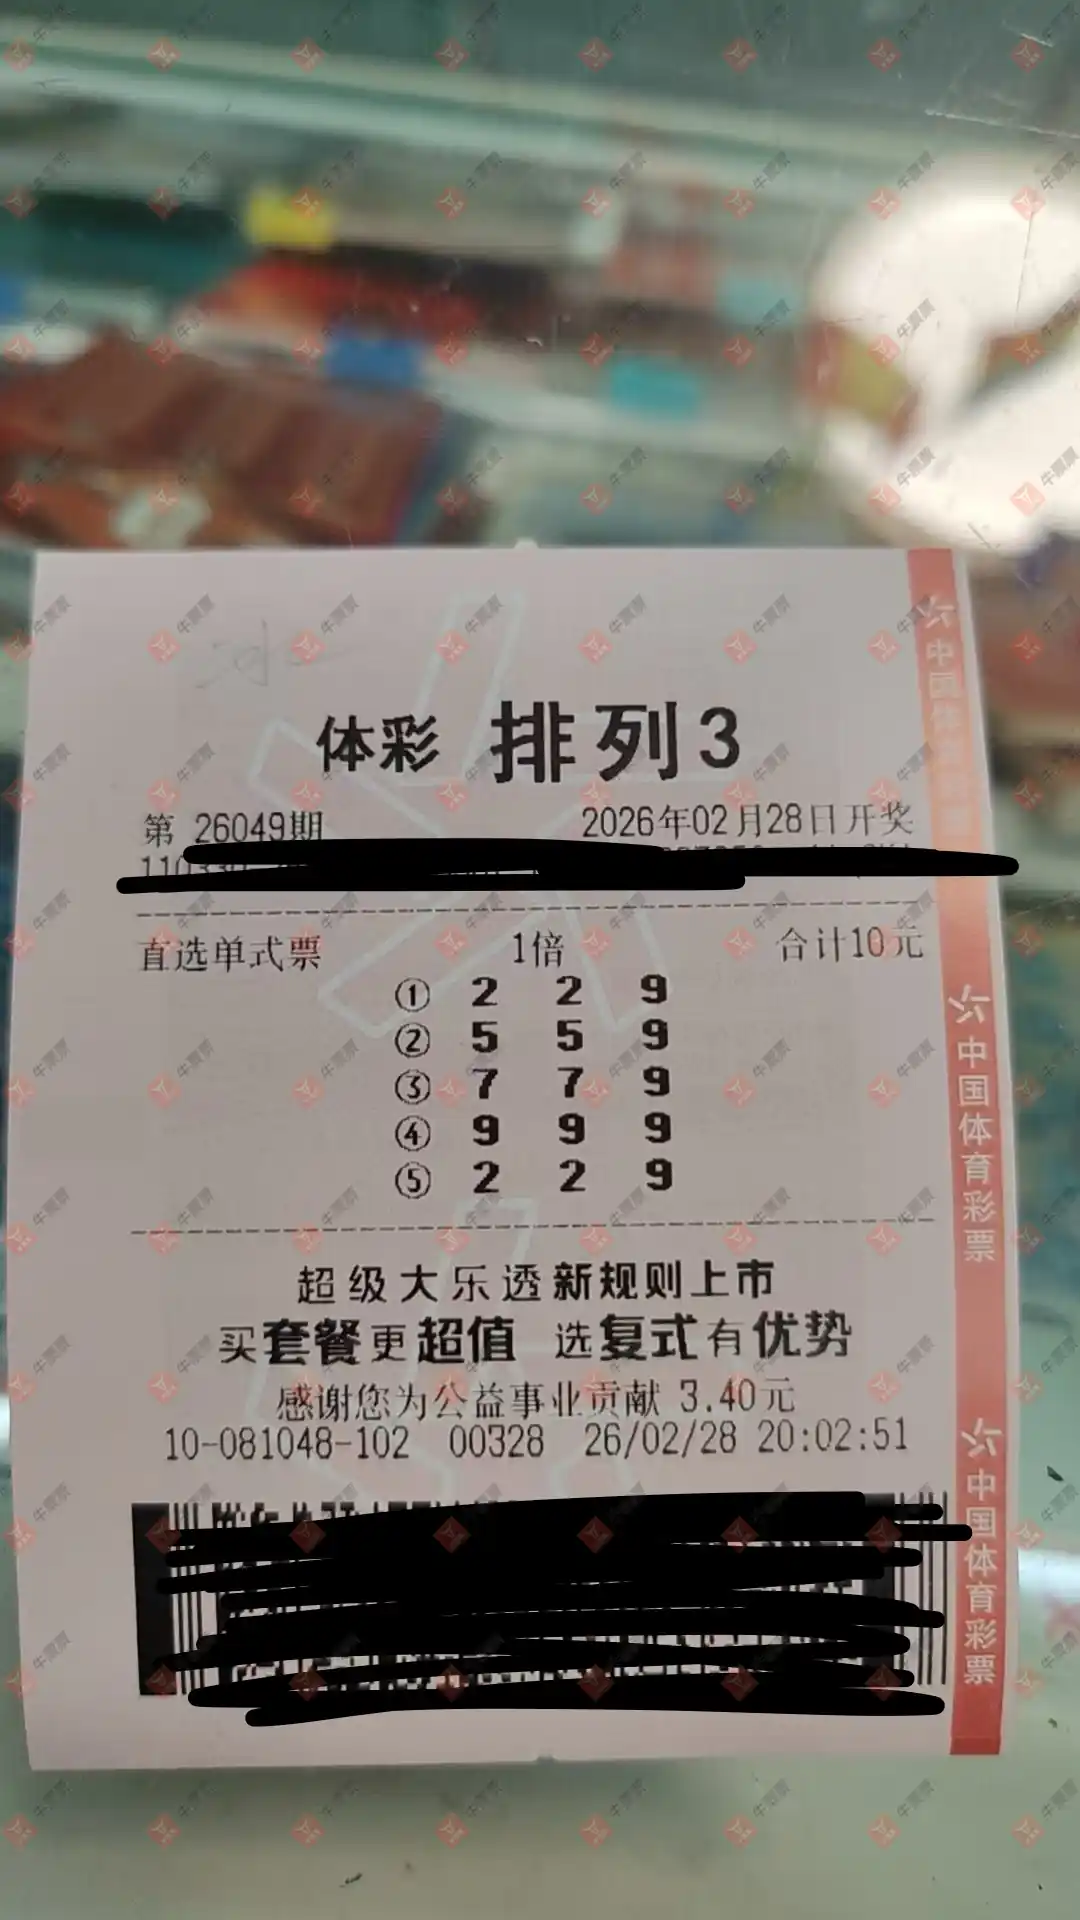 体彩 排列3
第 26049期 2026年02月28日开奖
直选单式票 1倍 合计10元
① 2 2 9
② 5 5 9
③ 7 7 9
④ 9 9 9
⑤ 2 2 9
超级大乐透新规则上市
买套餐更超值 选复式有优势
感谢您为公益事业贡献 3.40元
10-081048-102 00328 26/02/28 20:02:51
中国体育彩票
中国体育彩票
中国体育彩票